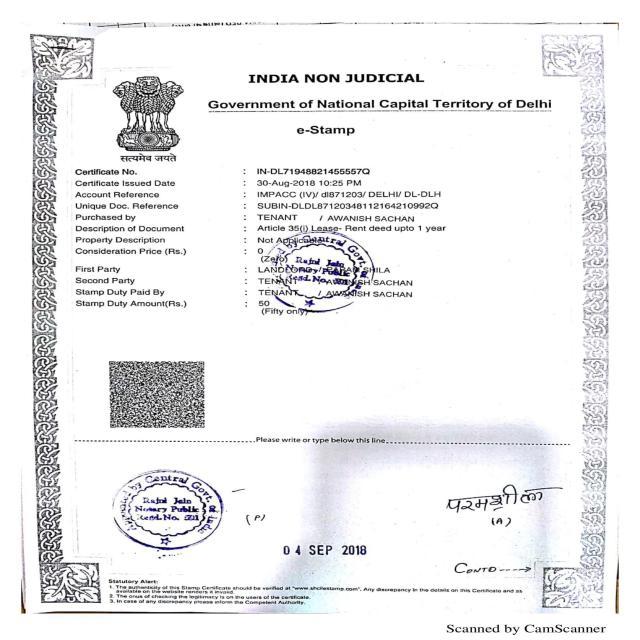 INDIA NON JUDICIAL
Government of National Capital Territory of Delhi
e-Stamp
सत्यमेव जयते
Certificate No. : IN-DL71948821455557Q
Certificate Issued Date : 30-Aug-2018 10:25 PM
Account Reference : IMPACC (IV)/ dl871203/ DELHI/ DL-DLH
Unique Doc. Reference : SUBIN-DLDL87120348112164210992Q
Purchased by : TENANT / AWANISH SACHAN
Description of Document : Article 35(i) Lease- Rent deed upto 1 year
Property Description : Not Applicable
Consideration Price (Rs.) : 0
(Zero)
First Party : LANDLORD / PARAM SHILA
Second Party : TENANT / AWANISH SACHAN
Stamp Duty Paid By : TENANT / AWANISH SACHAN
Stamp Duty Amount(Rs.) : 50
(Fifty only)
Central Gov
Rajni Jain
Notary Public
Regd. No.
Please write or type below this line
by Central Govt.
Rajni Jain
Notary Public
Regd. No.
(P)
परमशीला
(A)
04 SEP 2018
CONTD---->
Statutory Alert:
1. The authenticity of this Stamp Certificate should be verified at "www.shcilestamp.com". Any discrepancy in the details on this Certificate and as
available on the website renders it invalid.
2. The onus of checking the legitimacy is on the users of the certificate.
3. In case of any discrepancy please inform the Competent Authority.
Scanned by CamScanner